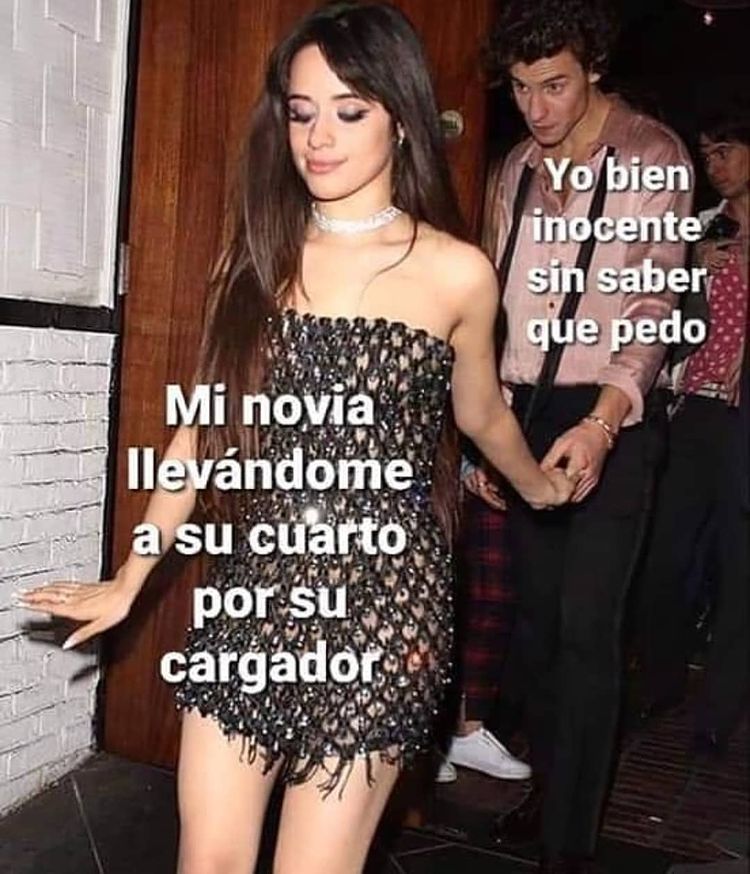 Mi novia
llevándome
a su cuarto
por su
cargador
Yo bien
inocente
sin saber
que pedo